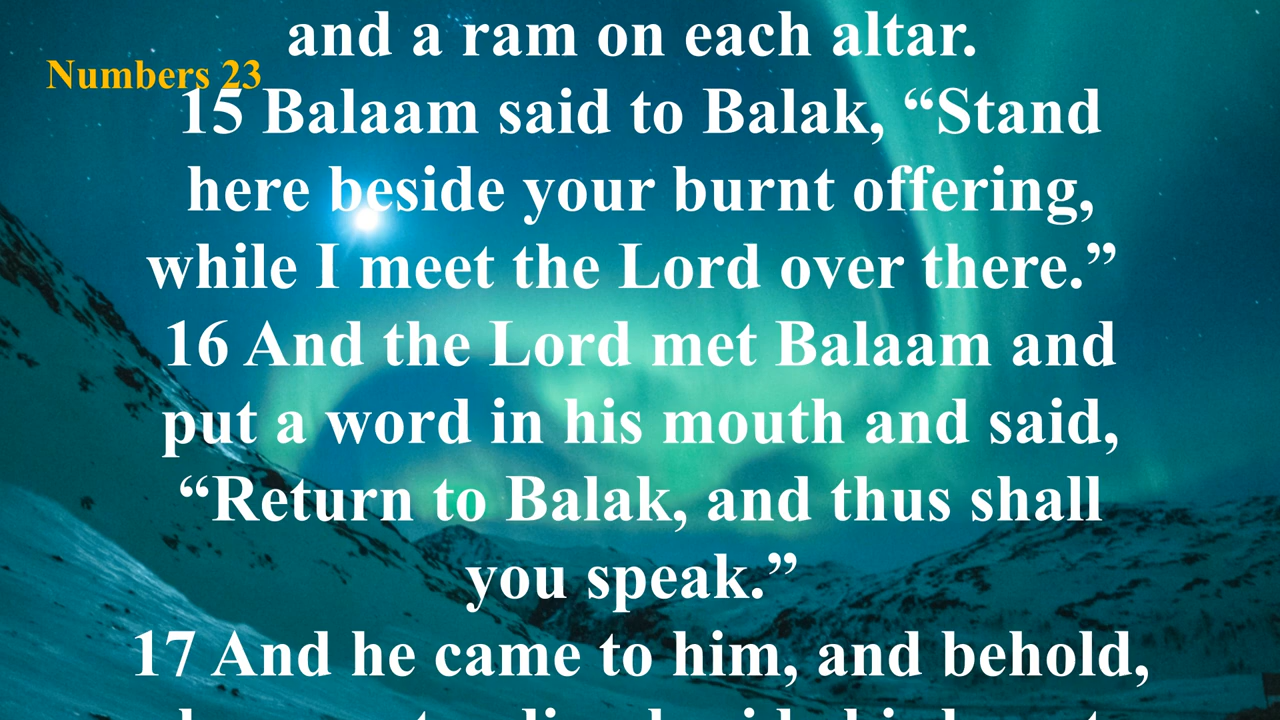 and a ram on each altar.
Numbers 23
15 Balaam said to Balak, “Stand
here beside your burnt offering,
while I meet the Lord over there.”
16 And the Lord met Balaam and
put a word in his mouth and said,
“Return to Balak, and thus shall
you speak.”
17 And he came to him, and behold,